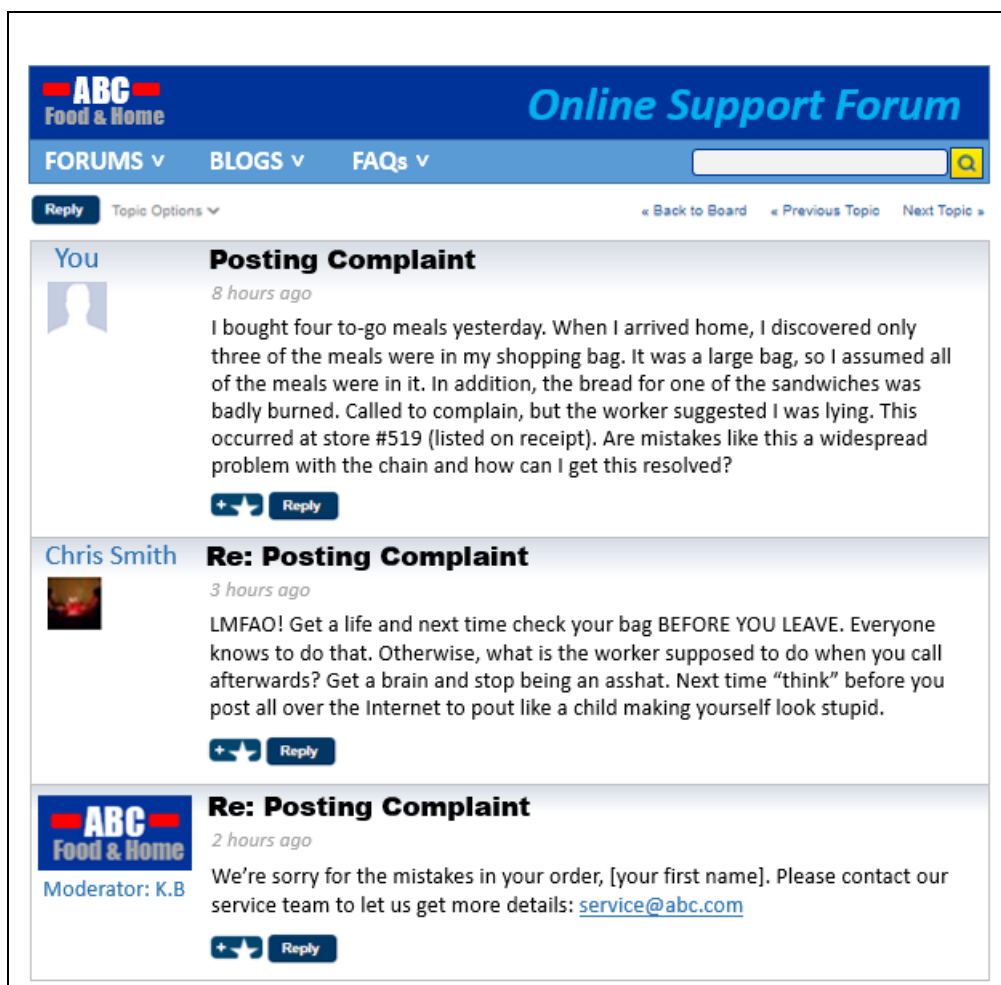 ABC
Food & Home
Online Support Forum
FORUMS v
BLOGS v
FAQs v
Reply
Topic Options
« Back to Board
« Previous Topic
Next Topic »
You
Posting Complaint
8 hours ago
I bought four to-go meals yesterday. When I arrived home, I discovered only
three of the meals were in my shopping bag. It was a large bag, so I assumed all
of the meals were in it. In addition, the bread for one of the sandwiches was
badly burned. Called to complain, but the worker suggested I was lying. This
occurred at store #519 (listed on receipt). Are mistakes like this a widespread
problem with the chain and how can I get this resolved?
+
Reply
Chris Smith
Re: Posting Complaint
3 hours ago
LMFAO! Get a life and next time check your bag BEFORE YOU LEAVE. Everyone
knows to do that. Otherwise, what is the worker supposed to do when you call
afterwards? Get a brain and stop being an asshat. Next time “think” before you
post all over the Internet to pout like a child making yourself look stupid.
+
Reply
ABC
Food & Home
Moderator: K.B
Re: Posting Complaint
2 hours ago
We’re sorry for the mistakes in your order, [your first name]. Please contact our
service team to let us get more details: service@abc.com
+
Reply